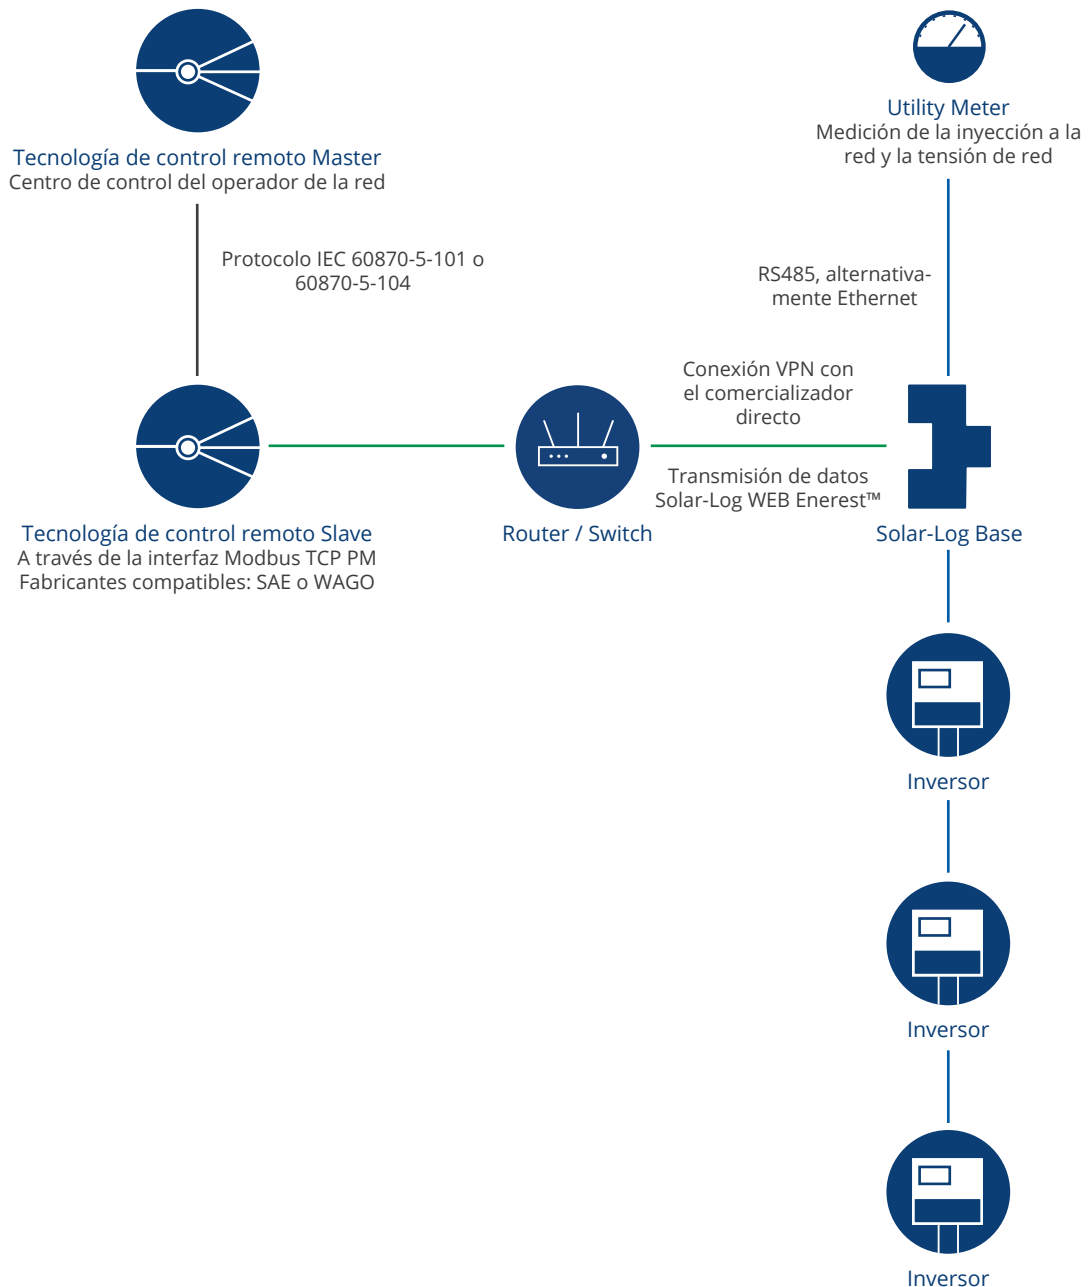 Tecnología de control remoto Master
Centro de control del operador de la red
Utility Meter
Medición de la inyección a la
red y la tensión de red
Protocolo IEC 60870-5-101 o
60870-5-104
RS485, alternativa-
mente Ethernet
Conexión VPN con
el comercializador
directo
Transmisión de datos
Solar-Log WEB Enerest™
Tecnología de control remoto Slave
A través de la interfaz Modbus TCP PM
Fabricantes compatibles: SAE o WAGO
Router / Switch
Solar-Log Base
Inversor
Inversor
Inversor